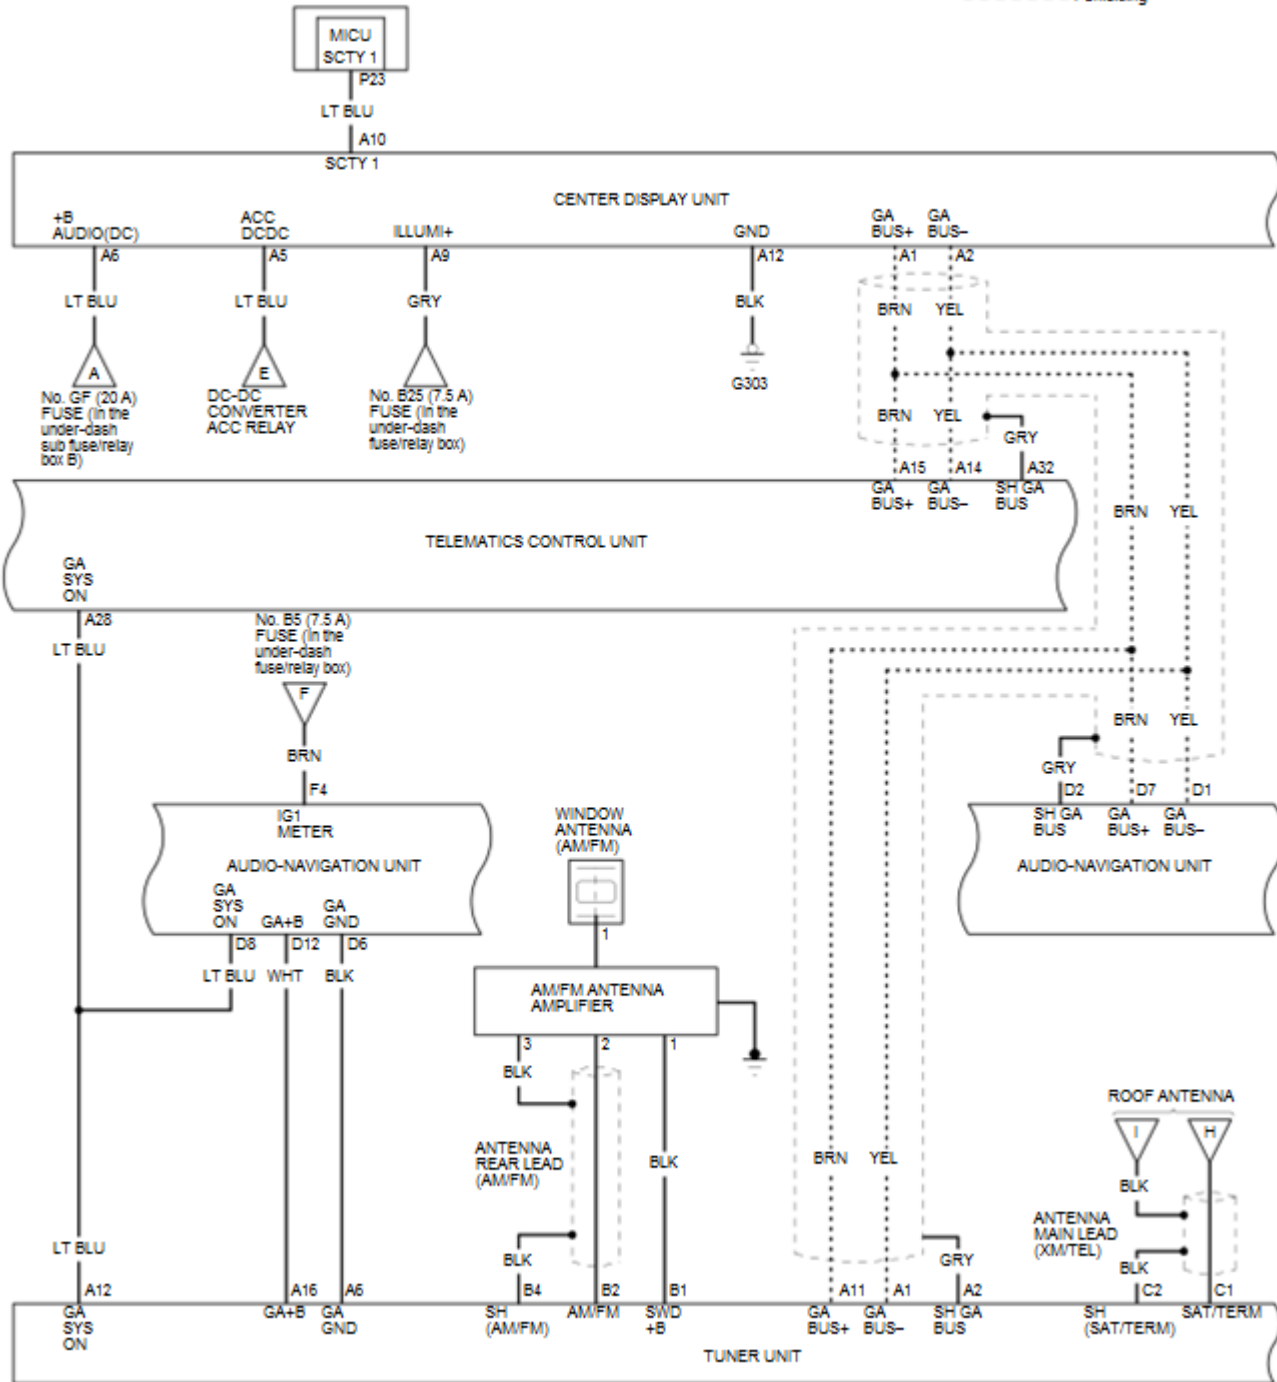 MICU
SCTY 1
P23
LT BLU
A10
SCTY 1
CENTER DISPLAY UNIT
+B
AUDIO(DC)
ACC
DCDC
ILLUMI+
GND
GA
BUS+
GA
BUS–
A6
A5
A9
A12
A1
A2
LT BLU
LT BLU
GRY
BLK
BRN
YEL
A
E
G303
No. GF (20 A)
FUSE (In the
under-dash
sub fuse/relay
box B)
DC-DC
CONVERTER
ACC RELAY
No. B25 (7.5 A)
FUSE (In the
under-dash
fuse/relay box)
BRN
YEL
GRY
A15
A14
A32
GA
BUS+
GA
BUS–
SH GA
BUS
BRN
YEL
TELEMATICS CONTROL UNIT
GA
SYS
ON
A28
LT BLU
No. B5 (7.5 A)
FUSE (In the
under-dash
fuse/relay box)
F
BRN
F4
IG1
METER
AUDIO-NAVIGATION UNIT
GA
SYS
ON
GA+B
GA
GND
D8
D12
D6
LT BLU
WHT
BLK
BRN
YEL
GRY
D2
D7
D1
SH GA
BUS
GA
BUS+
GA
BUS–
AUDIO-NAVIGATION UNIT
WINDOW
ANTENNA
(AM/FM)
1
AM/FM ANTENNA
AMPLIFIER
3
2
1
BLK
ANTENNA
REAR LEAD
(AM/FM)
BLK
BLK
BRN
YEL
ROOF ANTENNA
I
H
BLK
ANTENNA
MAIN LEAD
(XM/TEL)
BLK
LT BLU
GRY
A12
A16
A6
B4
B2
B1
A11
A1
A2
C2
C1
GA
SYS
ON
GA+B
GA
GND
SH
(AM/FM)
AM/FM
SWD
+B
GA
BUS+
GA
BUS–
SH GA
BUS
SH
(SAT/TERM)
SAT/TERM
TUNER UNIT